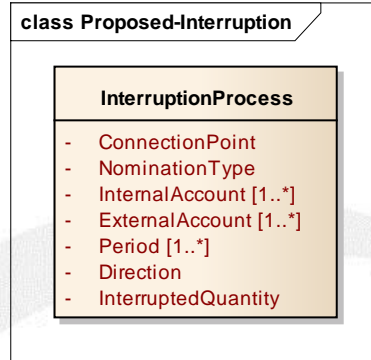 class Proposed-Interruption
InterruptionProcess
- ConnectionPoint
- NominationType
- InternalAccount [1..*]
- ExternalAccount [1..*]
- Period [1..*]
- Direction
- InterruptedQuantity